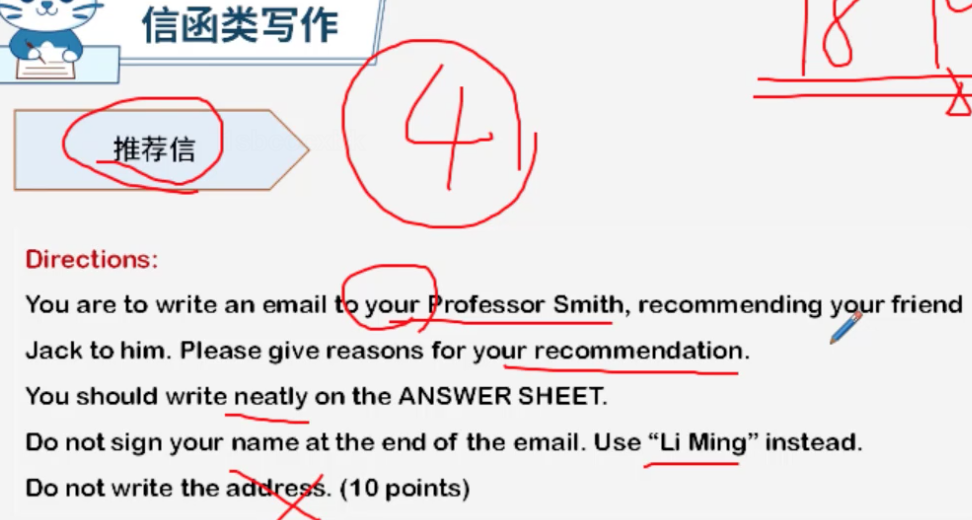 信函类写作
18
4
推荐信
Directions:
You are to write an email to your Professor Smith, recommending your friend
Jack to him. Please give reasons for your recommendation.
You should write neatly on the ANSWER SHEET.
Do not sign your name at the end of the email. Use “Li Ming” instead.
Do not write the address. (10 points)